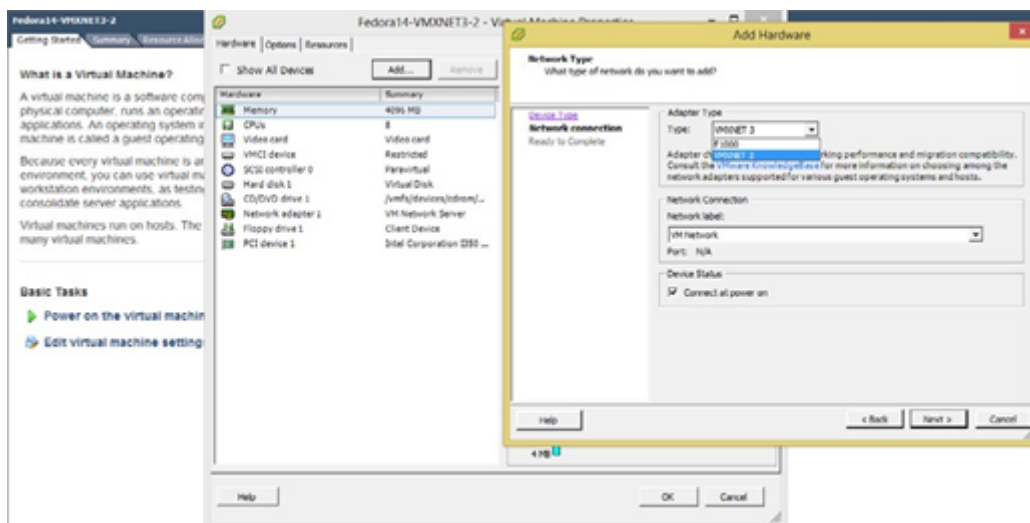 Fedora14-VMXNET3-2
Getting Started Summary Resource Alloc
What is a Virtual Machine?
A virtual machine is a software com
physical computer, runs an operatin
applications. An operating system i
machine is called a guest operating
Because every virtual machine is an
environment, you can use virtual ma
workstation environments, as testin
consolidate server applications.
Virtual machines run on hosts. The
many virtual machines.
Basic Tasks
Power on the virtual machin
Edit virtual machine setting
Fedora14-VMXNET3-2 - Virtual Machine Properties
Hardware Options Resources
Show All Devices Add... Remove
Hardware Summary
Memory 4096 MB
CPUs 8
Video card Video card
VMCI device Restricted
SCSI controller 0 Paravirtual
Hard disk 1 Virtual Disk
CD/DVD drive 1 /vmfs/devices/cdrom/...
Network adapter 1 VM Network Server
Floppy drive 1 Client Device
PCI device 1 Intel Corporation I350 ...
4 MB
Help OK Cancel
Add Hardware
Network Type
What type of network do you want to add?
Device Type
Network connection
Ready to Complete
Adapter Type
Type: VMXNET 3
E1000
VMXNET 3
Adapter ch rking performance and migration compatibility.
Consult the VMware KnowledgeBase for more information on choosing among the
network adapters supported for various guest operating systems and hosts.
Network Connection
Network label:
VM Network
Port: N/A
Device Status
Connect at power on
Help < Back Next > Cancel